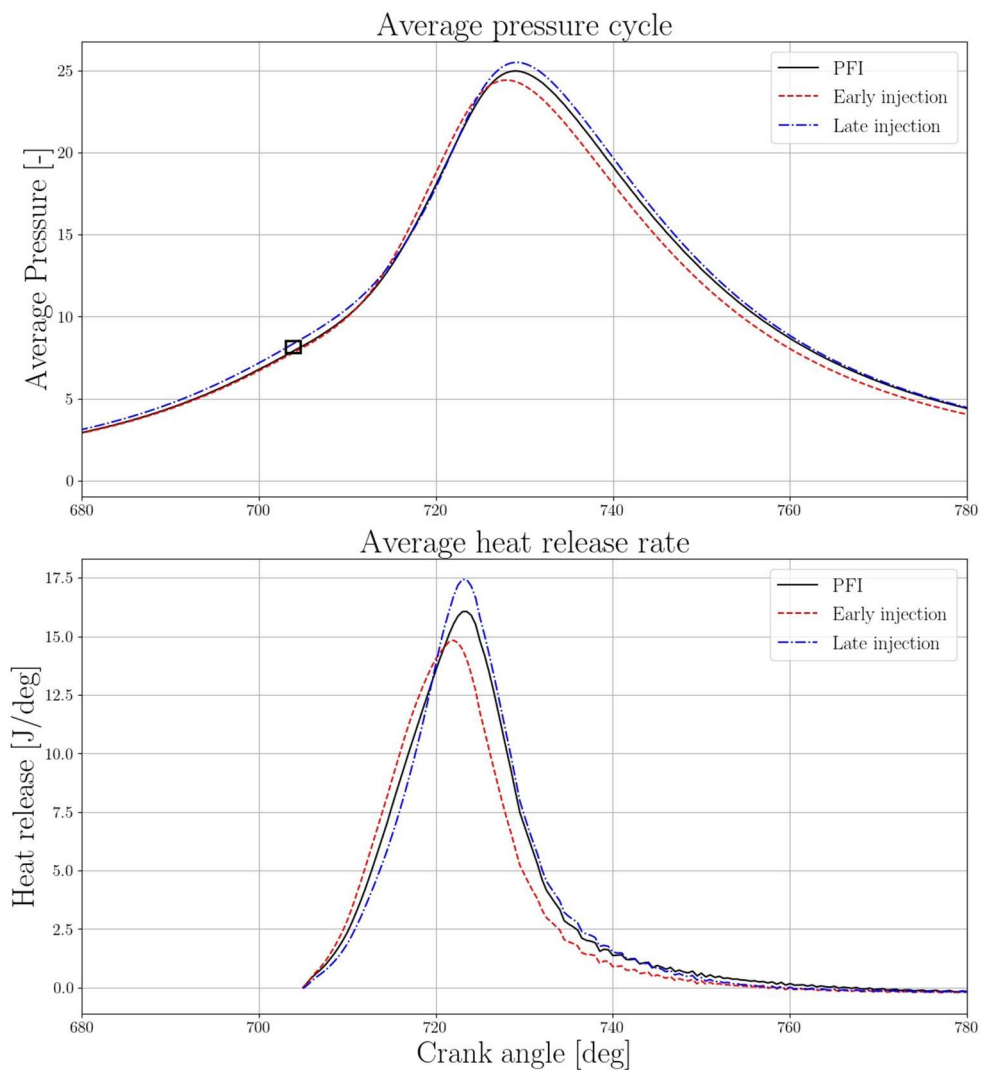 Average pressure cycle
Average Pressure [-]
25
20
15
10
5
0
PFI
Early injection
Late injection
680
700
720
740
760
780
Average heat release rate
Heat release [J/deg]
17.5
15.0
12.5
10.0
7.5
5.0
2.5
0.0
PFI
Early injection
Late injection
680
700
720
740
760
780
Crank angle [deg]